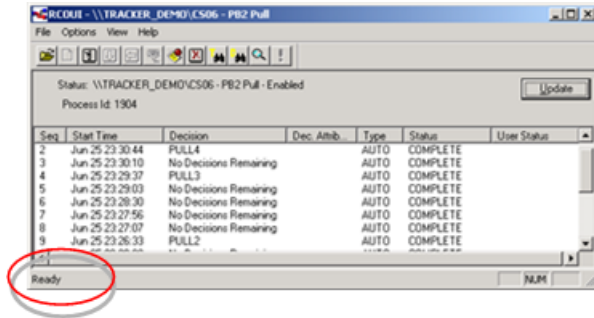 RCOUI - \\TRACKER_DEMO\CS06 - PB2 Pull
File Options View Help
Status: \\TRACKER_DEMO\CS06 - PB2 Pull - Enabled
Update
Process Id: 1904
Seq Start Time Decision Dec. Attrib... Type Status User Status
2 Jun 25 23:30:44 PULL4 AUTO COMPLETE
3 Jun 25 23:30:10 No Decisions Remaining AUTO COMPLETE
4 Jun 25 23:29:37 PULL3 AUTO COMPLETE
5 Jun 25 23:29:03 No Decisions Remaining AUTO COMPLETE
6 Jun 25 23:28:30 No Decisions Remaining AUTO COMPLETE
7 Jun 25 23:27:56 No Decisions Remaining AUTO COMPLETE
8 Jun 25 23:27:07 No Decisions Remaining AUTO COMPLETE
9 Jun 25 23:26:33 PULL2 AUTO COMPLETE
Ready NUM